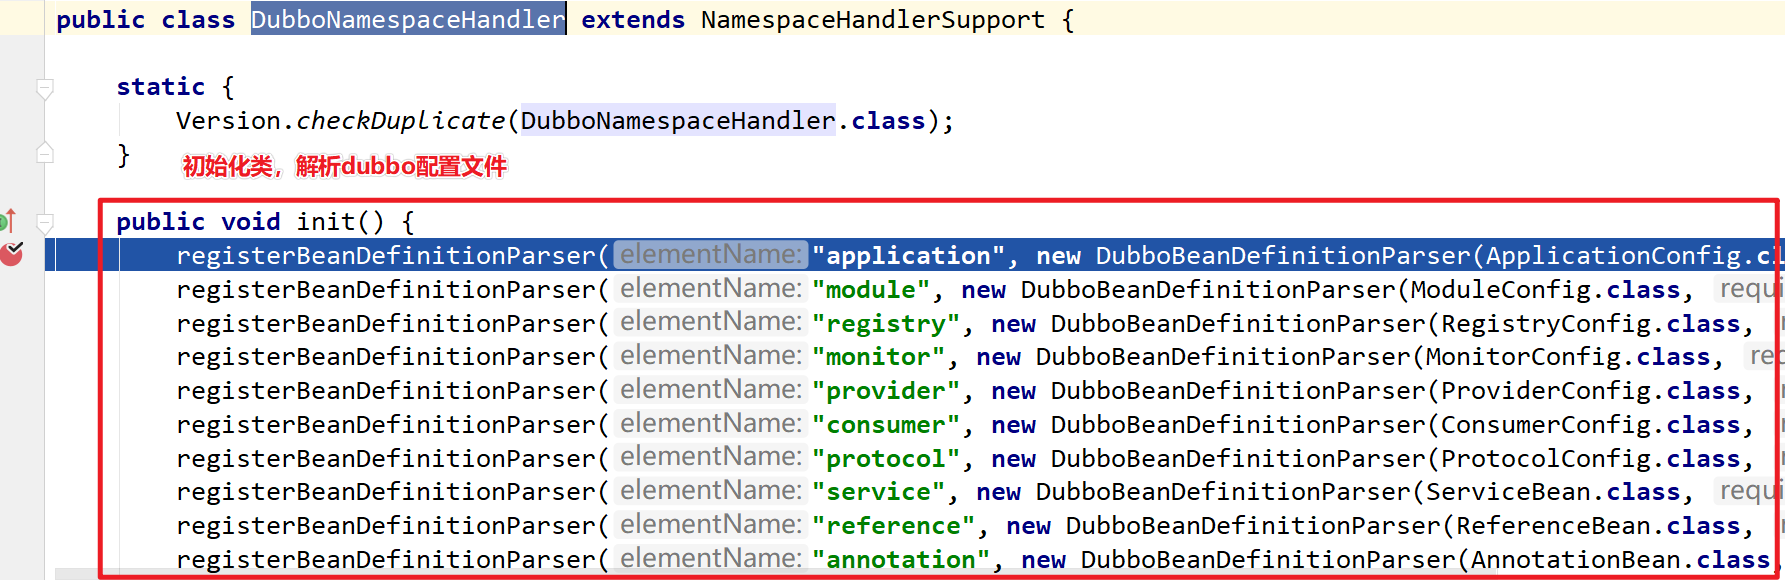 public class DubboNamespaceHandler extends NamespaceHandlerSupport {
static {
Version.checkDuplicate(DubboNamespaceHandler.class);
}
初始化类，解析dubbo配置文件
public void init() {
registerBeanDefinitionParser( elementName: "application", new DubboBeanDefinitionParser(ApplicationConfig.cl
registerBeanDefinitionParser( elementName: "module", new DubboBeanDefinitionParser(ModuleConfig.class, requi
registerBeanDefinitionParser( elementName: "registry", new DubboBeanDefinitionParser(RegistryConfig.class,
registerBeanDefinitionParser( elementName: "monitor", new DubboBeanDefinitionParser(MonitorConfig.class, req
registerBeanDefinitionParser( elementName: "provider", new DubboBeanDefinitionParser(ProviderConfig.class,
registerBeanDefinitionParser( elementName: "consumer", new DubboBeanDefinitionParser(ConsumerConfig.class,
registerBeanDefinitionParser( elementName: "protocol", new DubboBeanDefinitionParser(ProtocolConfig.class,
registerBeanDefinitionParser( elementName: "service", new DubboBeanDefinitionParser(ServiceBean.class, requi
registerBeanDefinitionParser( elementName: "reference", new DubboBeanDefinitionParser(ReferenceBean.class,
registerBeanDefinitionParser( elementName: "annotation", new DubboBeanDefinitionParser(AnnotationBean.class,